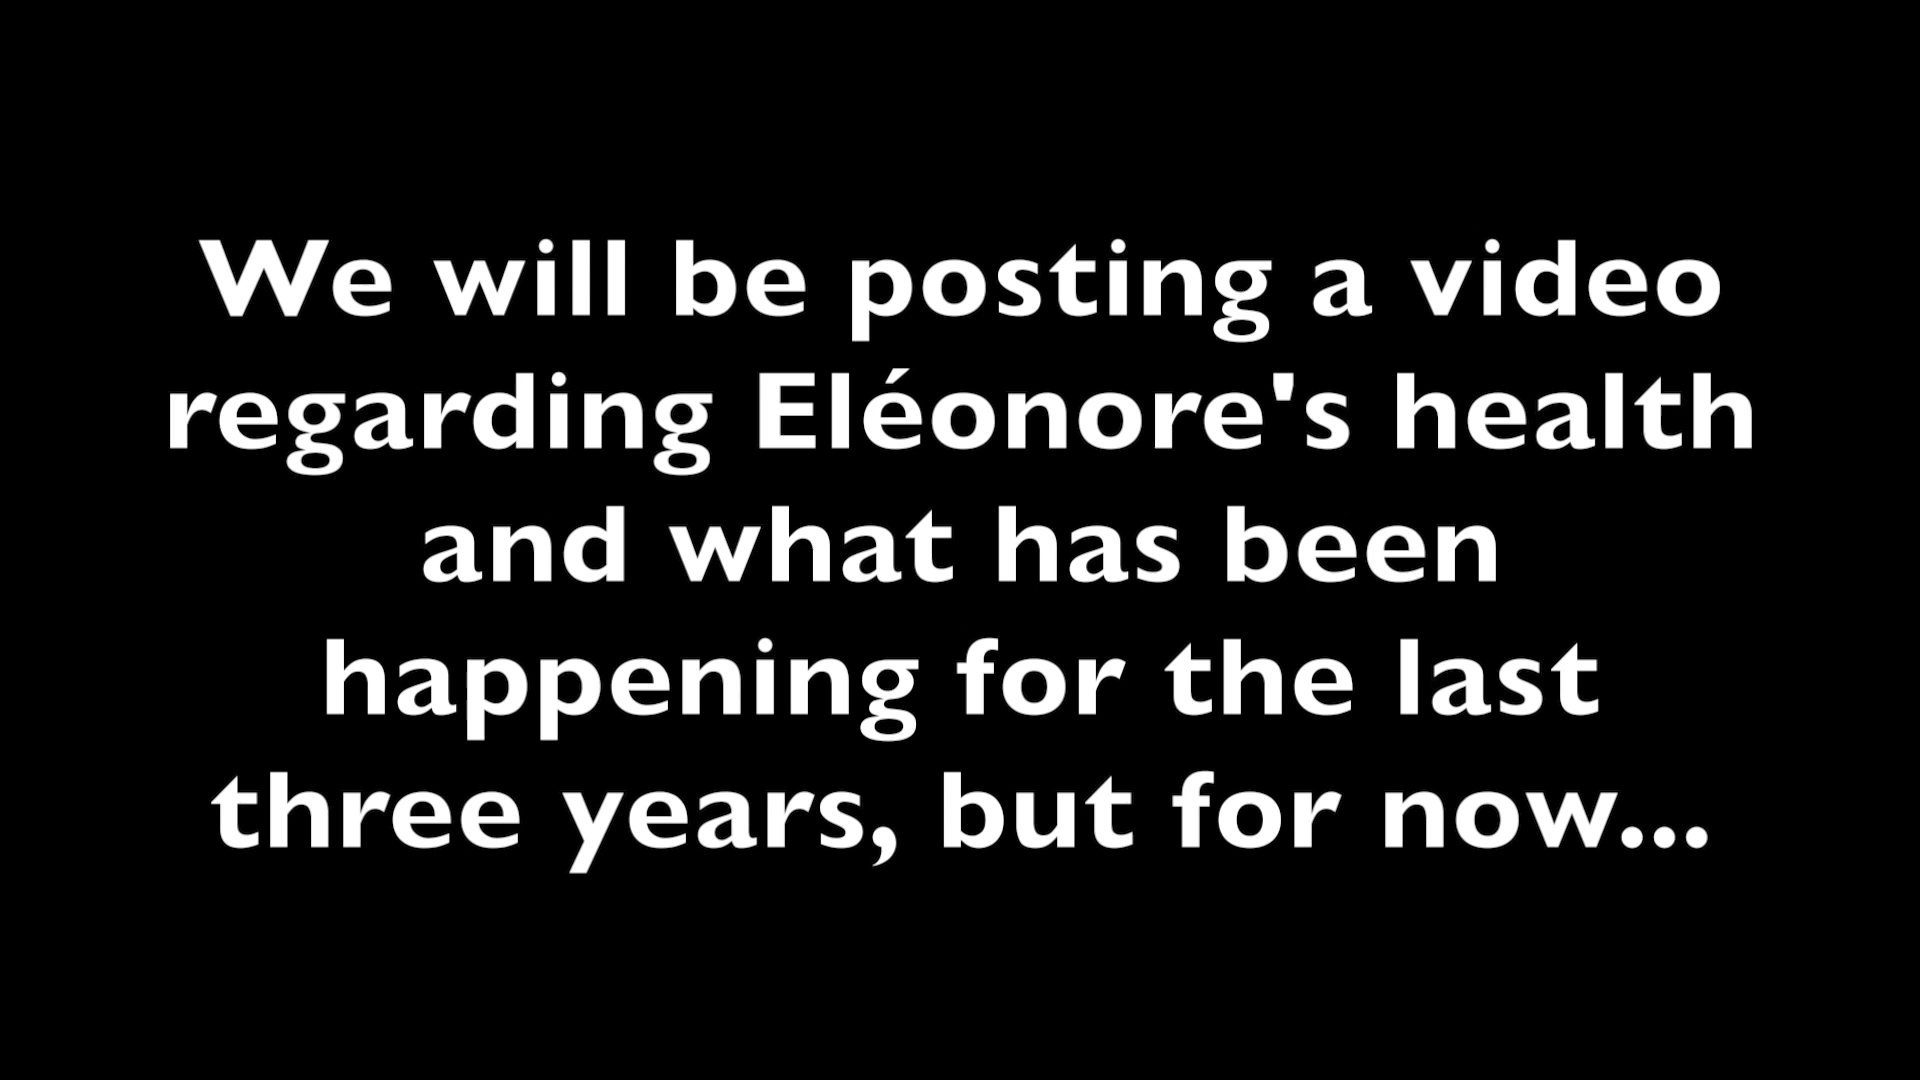 We will be posting a video
regarding Eléonore's health
and what has been
happening for the last
three years, but for now...